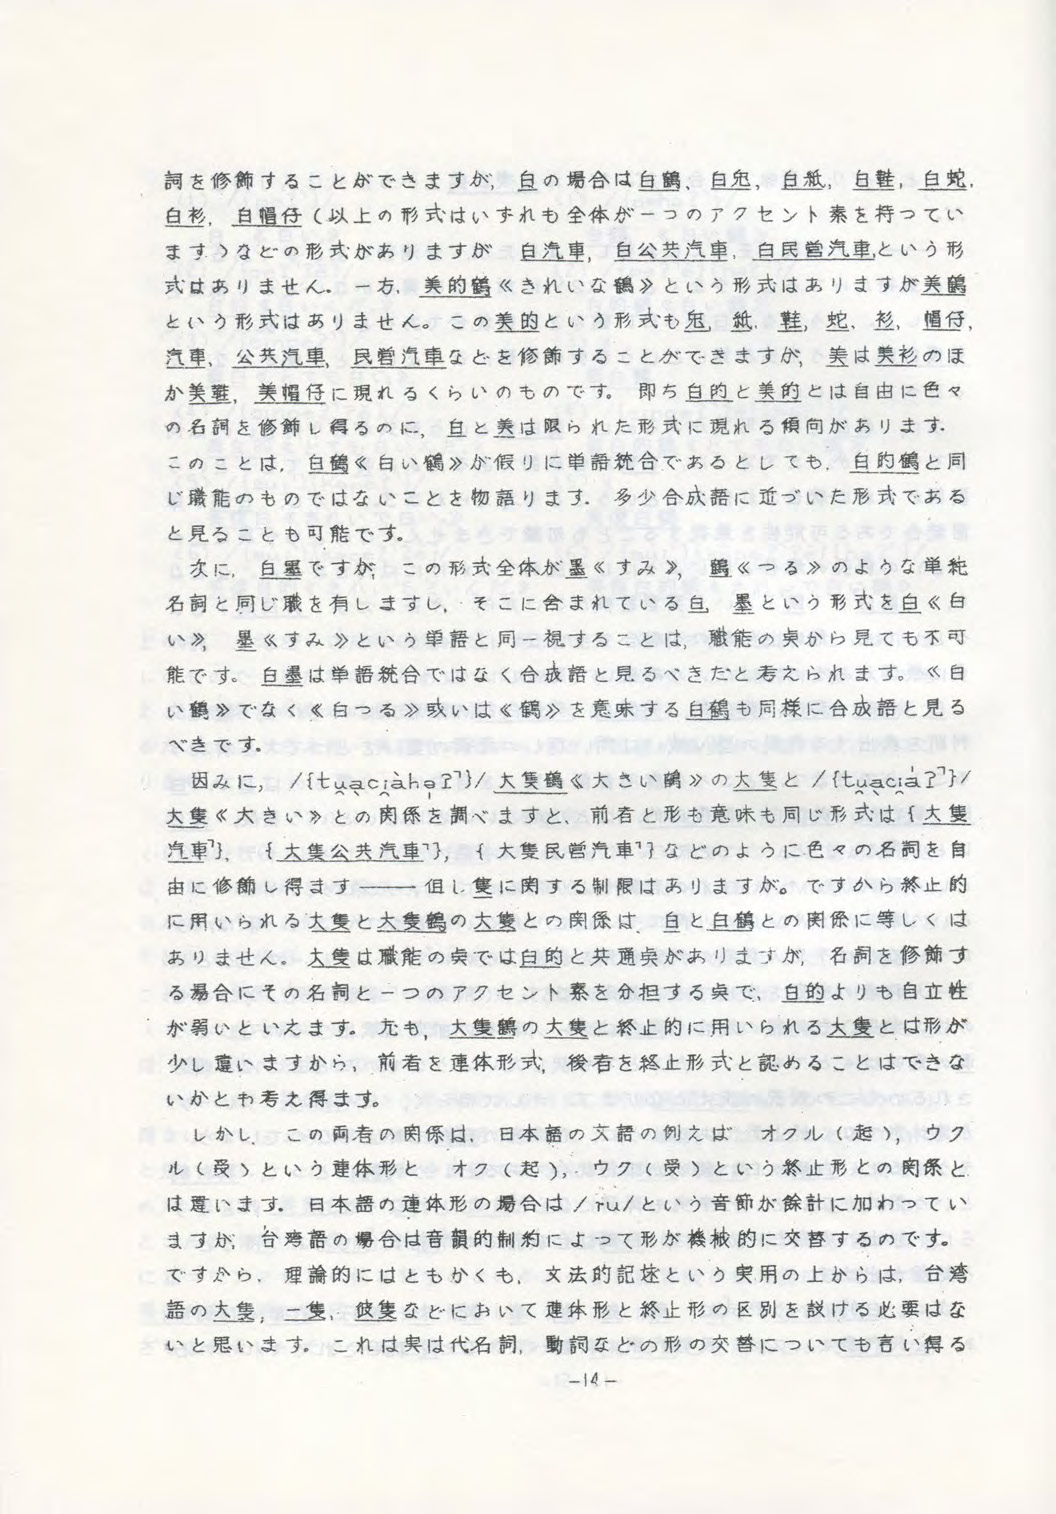 詞を修飾することができますが, 白の場合は白鶴, 白兎, 白紙, 白鞋, 白蛇,
白衫, 白帽仔(以上の形式はいずれも全体が一つのアクセント素を持つてい
ます)などの形式がありますが 白汽車, 白公共汽車, 白民營汽車,という形
式はありません. 一方, 美的鶴《きれいな鶴》という形式はありますが美鶴
という形式はありません。この美的という形式も兎, 紙, 鞋, 蛇, 衫, 帽仔,
汽車, 公共汽車, 民營汽車などを修飾することができますが, 美は美衫のほ
か美鞋, 美帽仔に現れるくらいのものです。 即ち白的と美的とは自由に色々
の名詞を修飾し得るのに, 白と美は限られた形式に現れる傾向があります.
このことは, 白鶴《白い鶴》が仮りに単語統合であるとしても, 白的鶴と同
じ職能のものではないことを物語ります. 多少合成語に近づいた形式である
と見ることも可能です。
次に, 白墨ですが, この形式全体が墨《すみ》, 鶴《つる》のような単純
名詞と同じ職を有しますし, そこに含まれている白, 墨という形式を白《白
い》, 墨《すみ》という単語と同一視することは, 職能の点から見ても不可
能です。 白墨は単語統合ではなく合成語と見るべきだと考えられます。《白
い鶴》でなく《白つる》或いは《鶴》を意味する白鶴も同様に合成語と見る
べきです.
因みに, /{tu̯aci̯àhə̯ʔ˥}/ 大隻鶴《大きい鶴》の大隻と /{tu̯aci̯áʔ˥}/
大隻《大きい》との関係を調べますと, 前者と形も意味も同じ形式は{大隻
汽車˥}, {大隻公共汽車˥}, {大隻民営汽車˥}などのように色々の名詞を自
由に修飾し得ます———但し隻に関する制限はありますが。ですから終止的
に用いられる大隻と大隻鶴の大隻との関係は, 白と白鶴との関係に等しくは
ありません. 大隻は職能の点では白的と共通点がありますが, 名詞を修飾す
る場合にその名詞と一つのアクセント素を分担する点で, 白的よりも自立性
が弱いといえます. 尤も, 大隻鶴の大隻と終止的に用いられる大隻とは形が
少し違いますから, 前者を連体形式, 後者を終止形式と認めることはできな
いかとも考え得ます。
しかし, この両者の関係は, 日本語の文語の例えば オクル(起), ウク
ル(受)という連体形と オク(起), ウク(受)という終止形との関係と
は違います. 日本語の連体形の場合は/ru/という音節が餘計に加わつてい
ますが, 台湾語の場合は音韻的制約によつて形が機械的に交替するのです.
ですから, 理論的にはともかくも, 文法的記述という実用の上からは, 台湾
語の大隻, 一隻, 彼隻などにおいて連体形と終止形の区別を設ける必要はな
いと思います. これは実は代名詞, 動詞などの形の交替についても言い得る
-14-